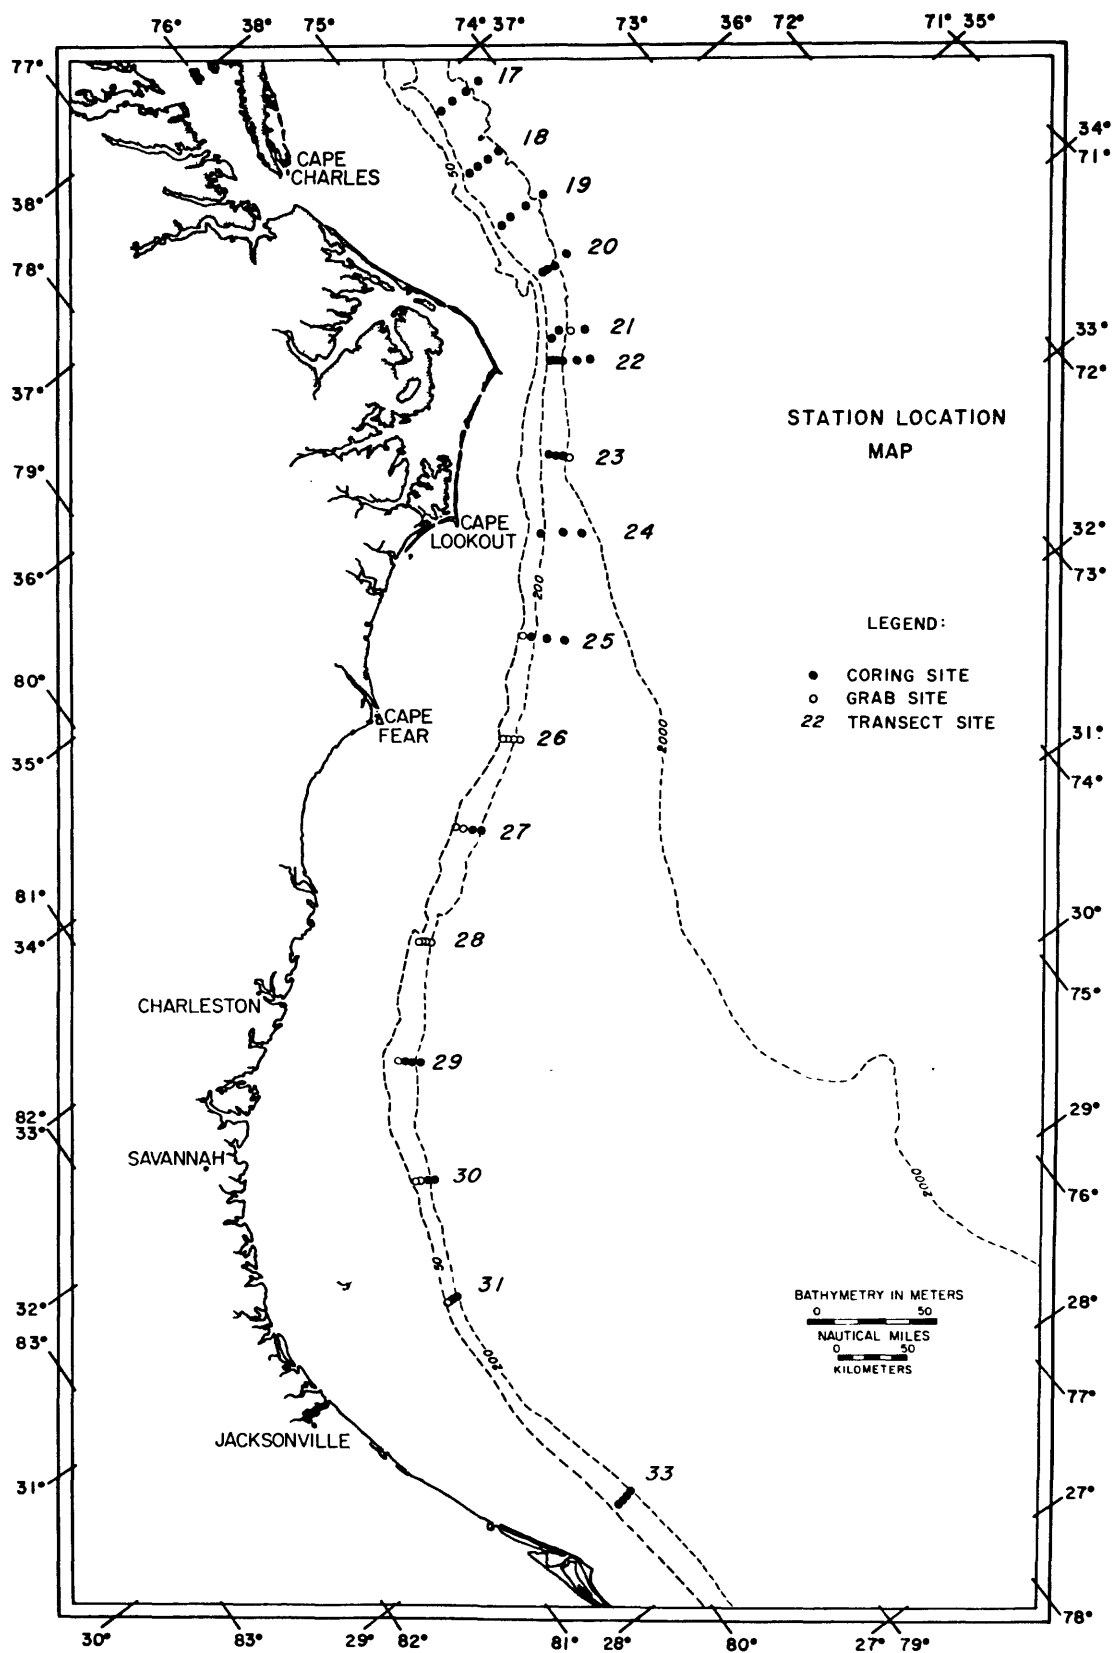 76° 38° 75° 74° 37° 73° 36° 72° 71° 35°
77°
17
34°
71°
18
CAPE
CHARLES
50
38°
19
20
78°
21
33°
22
72°
37°
STATION LOCATION
MAP
23
79°
CAPE
LOOKOUT
24
32°
73°
36°
200
LEGEND:
25
CORING SITE
GRAB SITE
22 TRANSECT SITE
80°
CAPE
FEAR
26
2000
31°
35°
74°
27
81°
30°
34°
28
75°
CHARLESTON
29
82°
33°
29°
SAVANNAH
30
2000
76°
50
31
BATHYMETRY IN METERS
0 50
NAUTICAL MILES
0 50
KILOMETERS
32°
28°
83°
200
77°
JACKSONVILLE
33
31°
27°
78°
30° 83° 29° 82° 81° 28° 80° 27° 79°